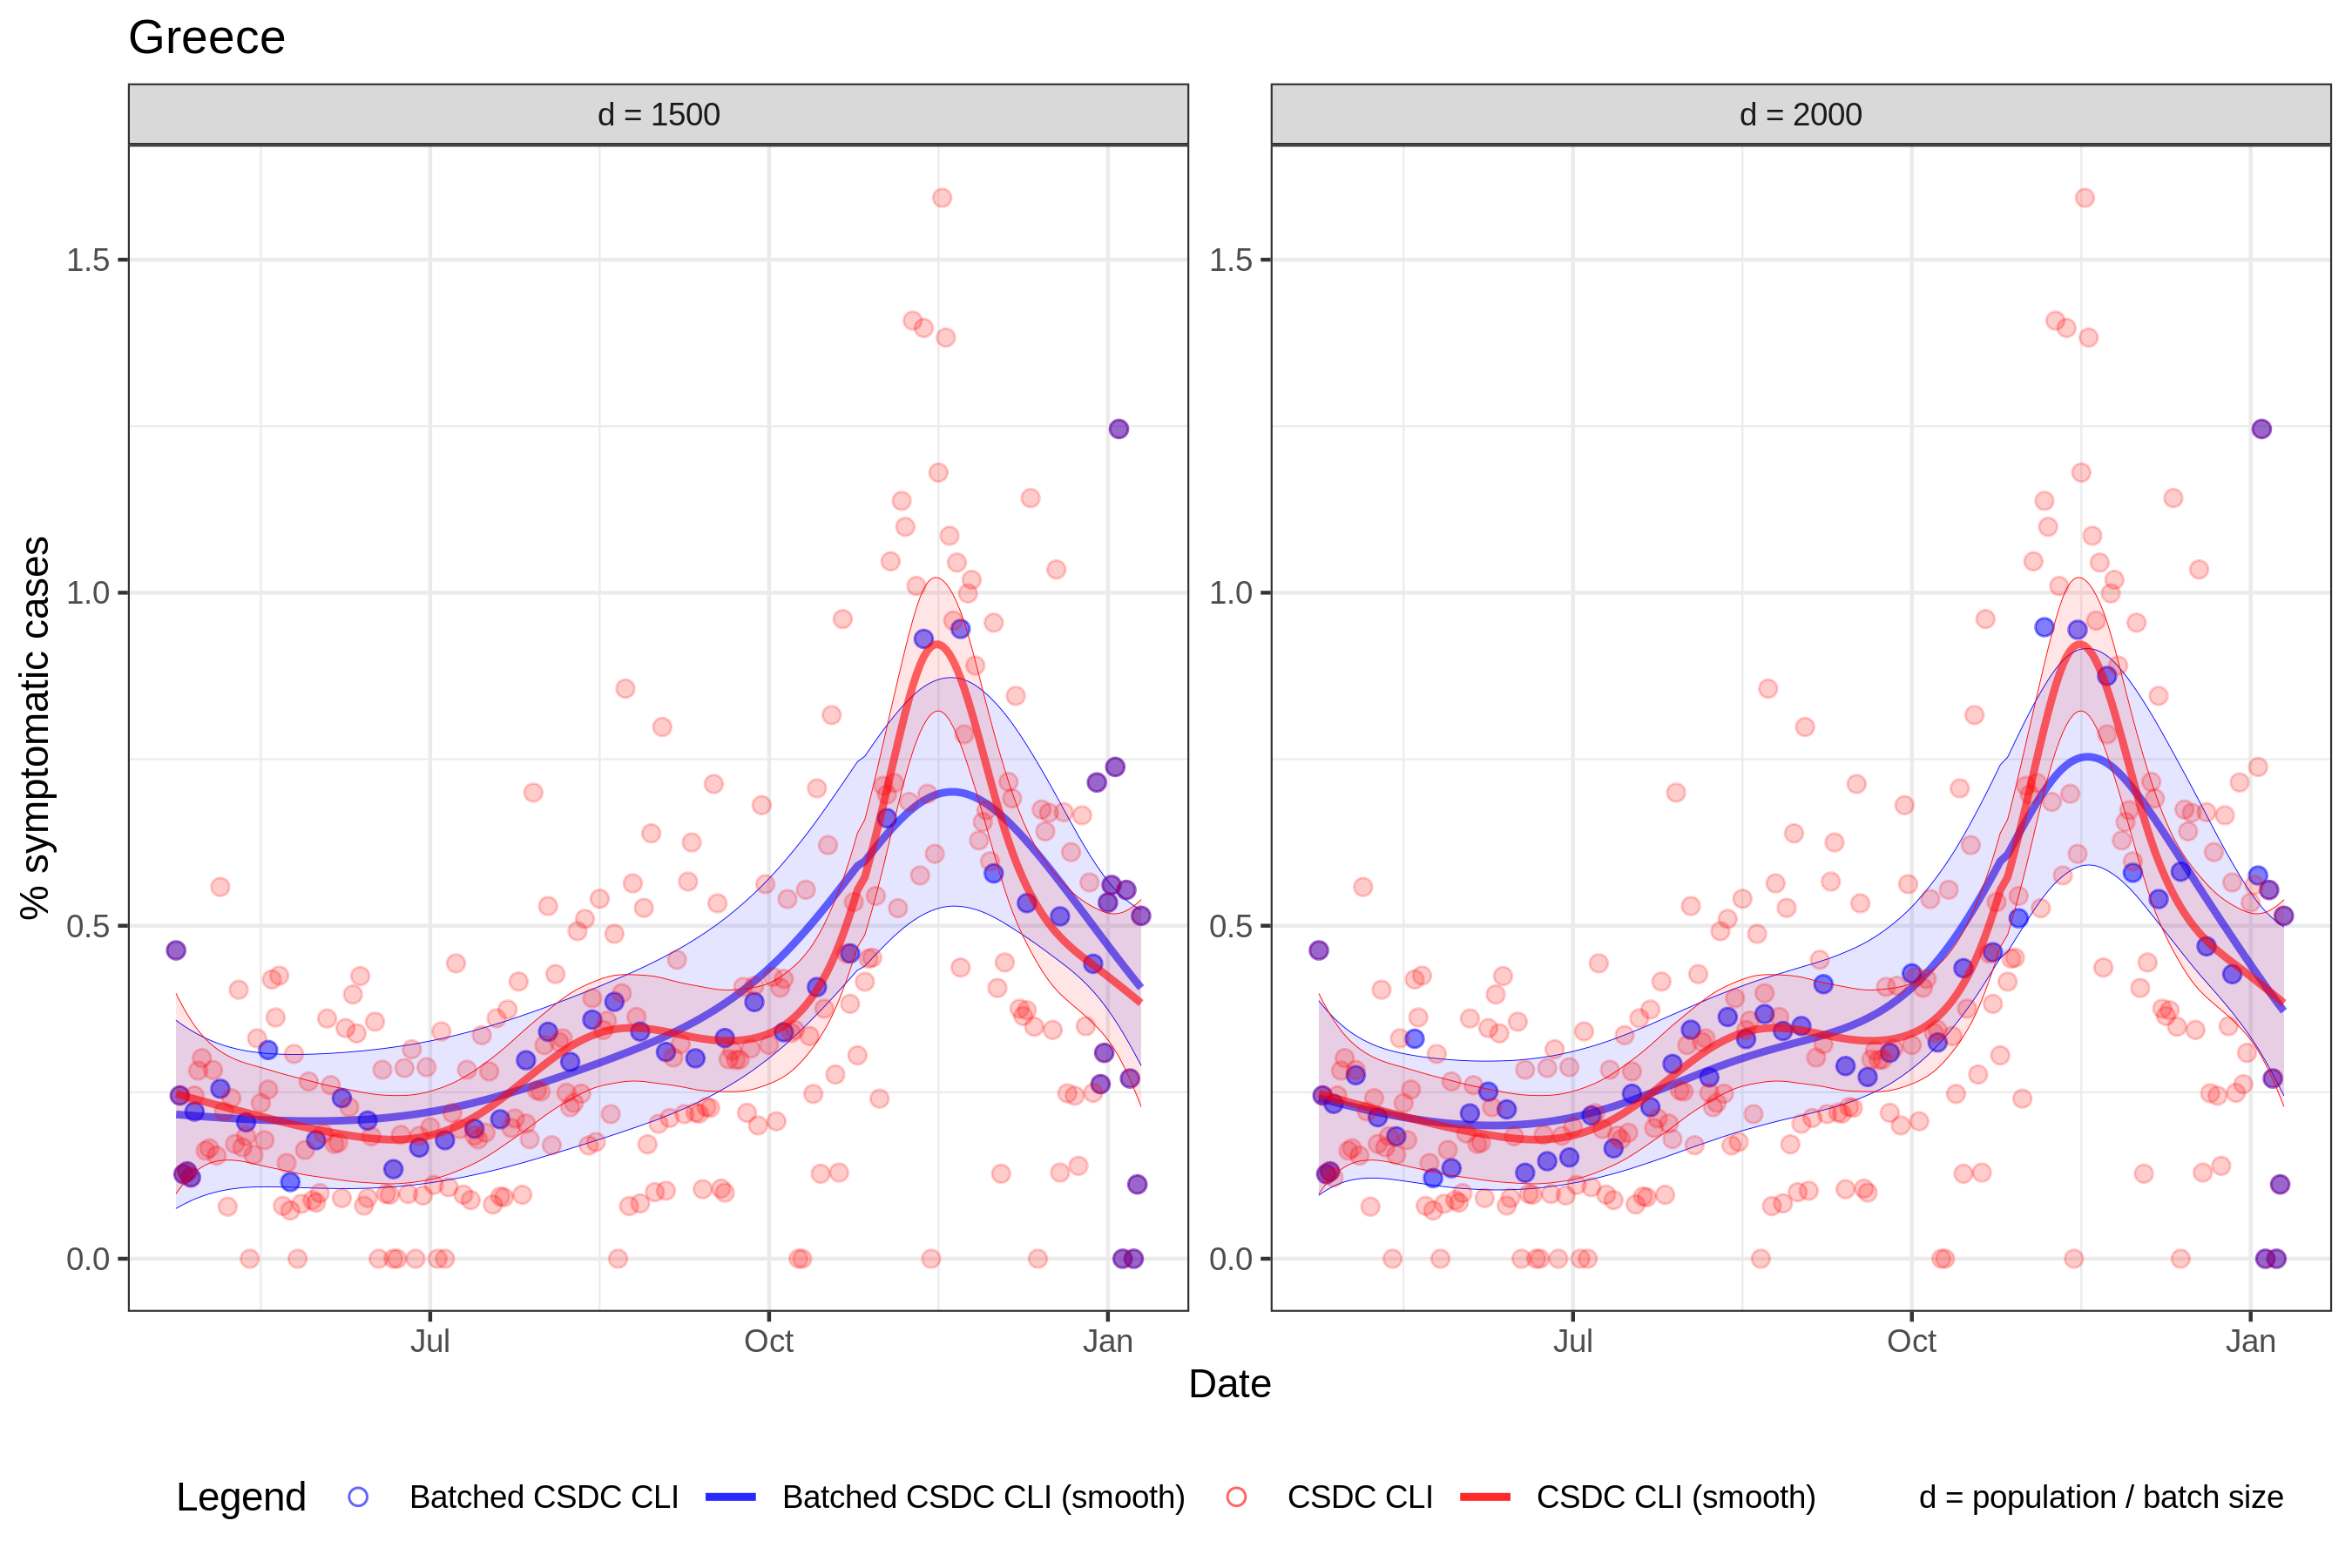 Greece
d = 1500
d = 2000
% symptomatic cases
1.5
1.0
0.5
0.0
1.5
1.0
0.5
0.0
Jul
Oct
Jan
Jul
Oct
Jan
Date
Legend
Batched CSDC CLI
Batched CSDC CLI (smooth)
CSDC CLI
CSDC CLI (smooth)
d = population / batch size